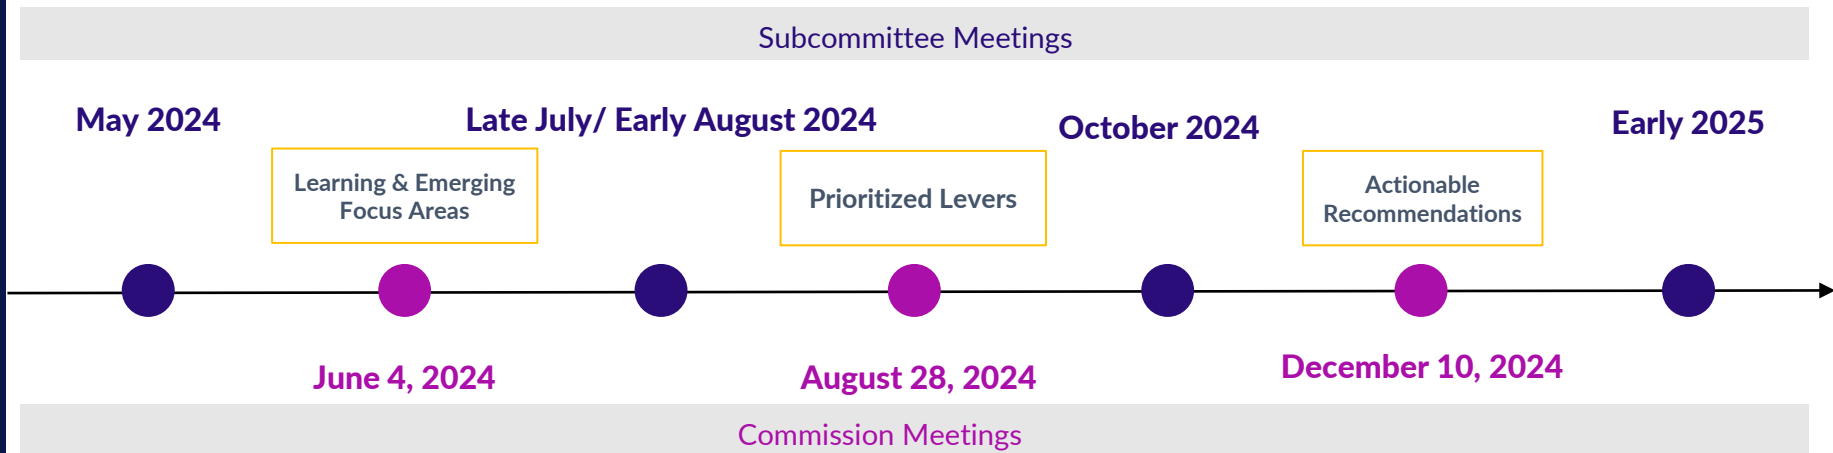 Subcommittee Meetings
May 2024
Late July/ Early August 2024
October 2024
Early 2025
Learning & Emerging
Focus Areas
Prioritized Levers
Actionable
Recommendations
June 4, 2024
August 28, 2024
December 10, 2024
Commission Meetings